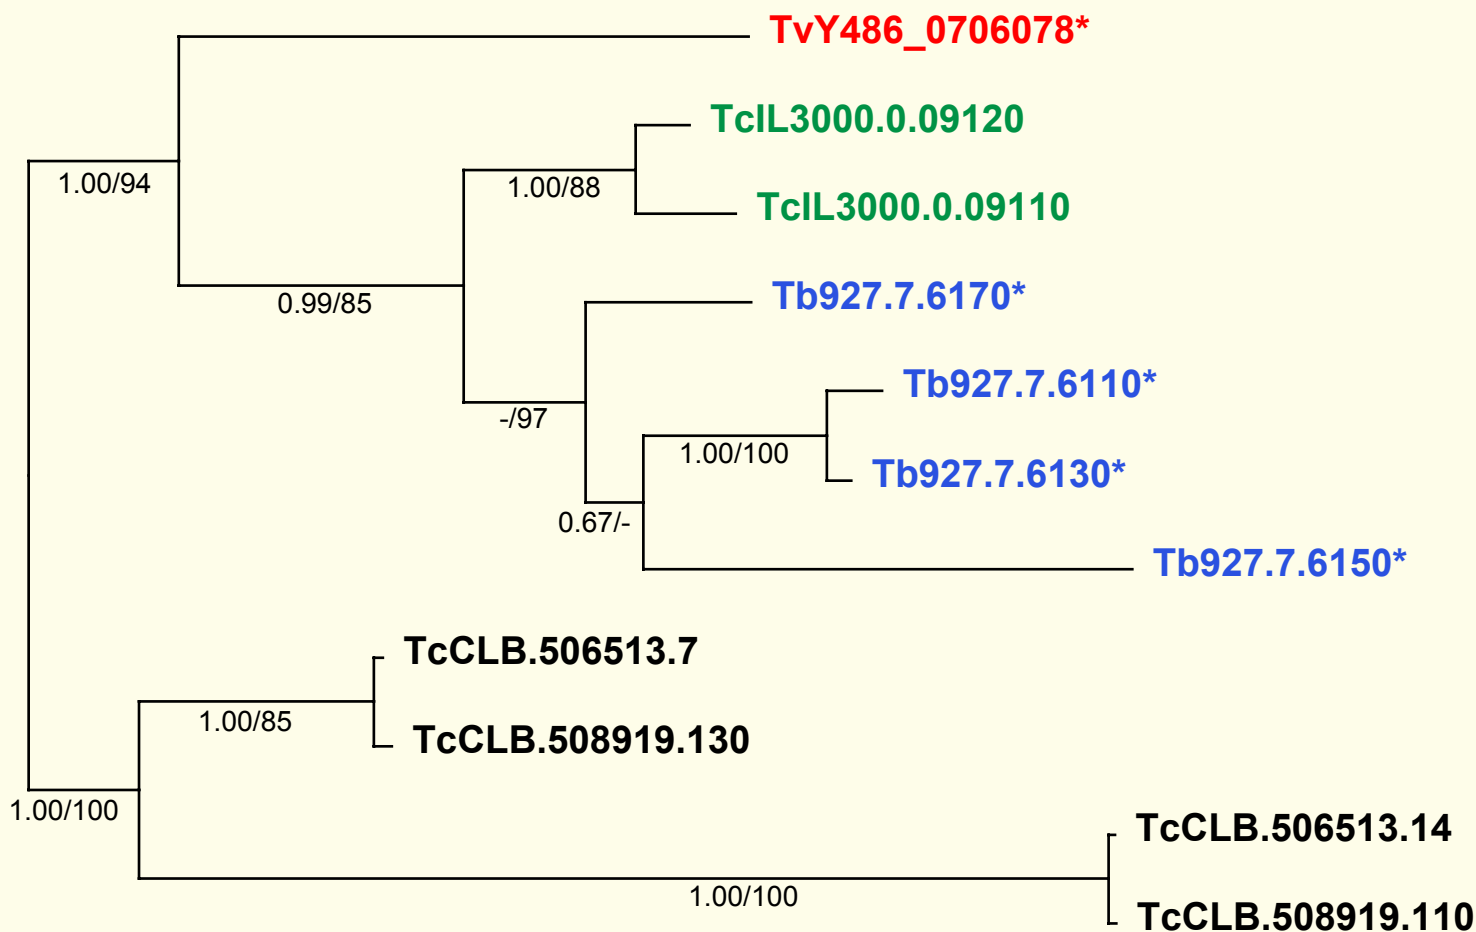 TvY486_0706078*
TcIL3000.0.09120
1.00/94
1.00/88
TcIL3000.0.09110
0.99/85
Tb927.7.6170*
Tb927.7.6110*
-/97
1.00/100
Tb927.7.6130*
0.67/-
Tb927.7.6150*
TcCLB.506513.7
1.00/85
TcCLB.508919.130
1.00/100
TcCLB.506513.14
1.00/100
TcCLB.508919.110